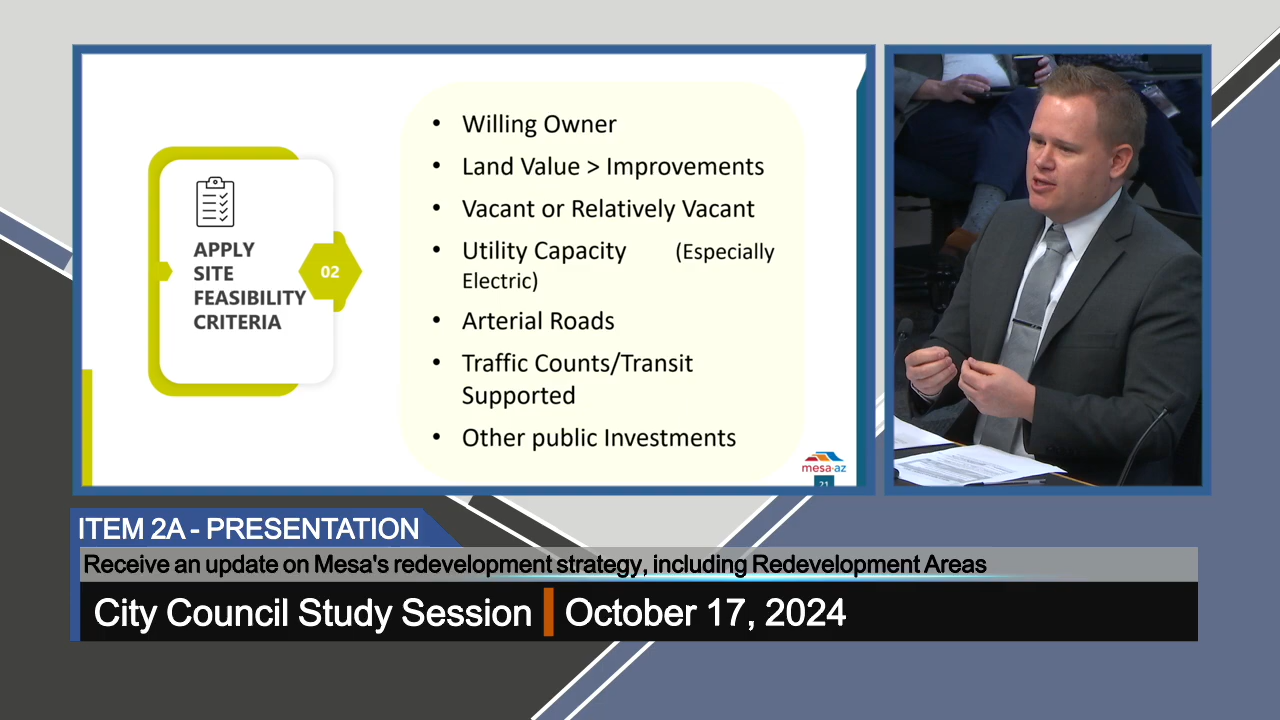 APPLY
SITE
FEASIBILITY
CRITERIA
02
• Willing Owner
• Land Value > Improvements
• Vacant or Relatively Vacant
• Utility Capacity (Especially
Electric)
• Arterial Roads
• Traffic Counts/Transit
Supported
• Other public Investments
mesa·az
21
ITEM 2A - PRESENTATION
Receive an update on Mesa's redevelopment strategy, including Redevelopment Areas
City Council Study Session October 17, 2024